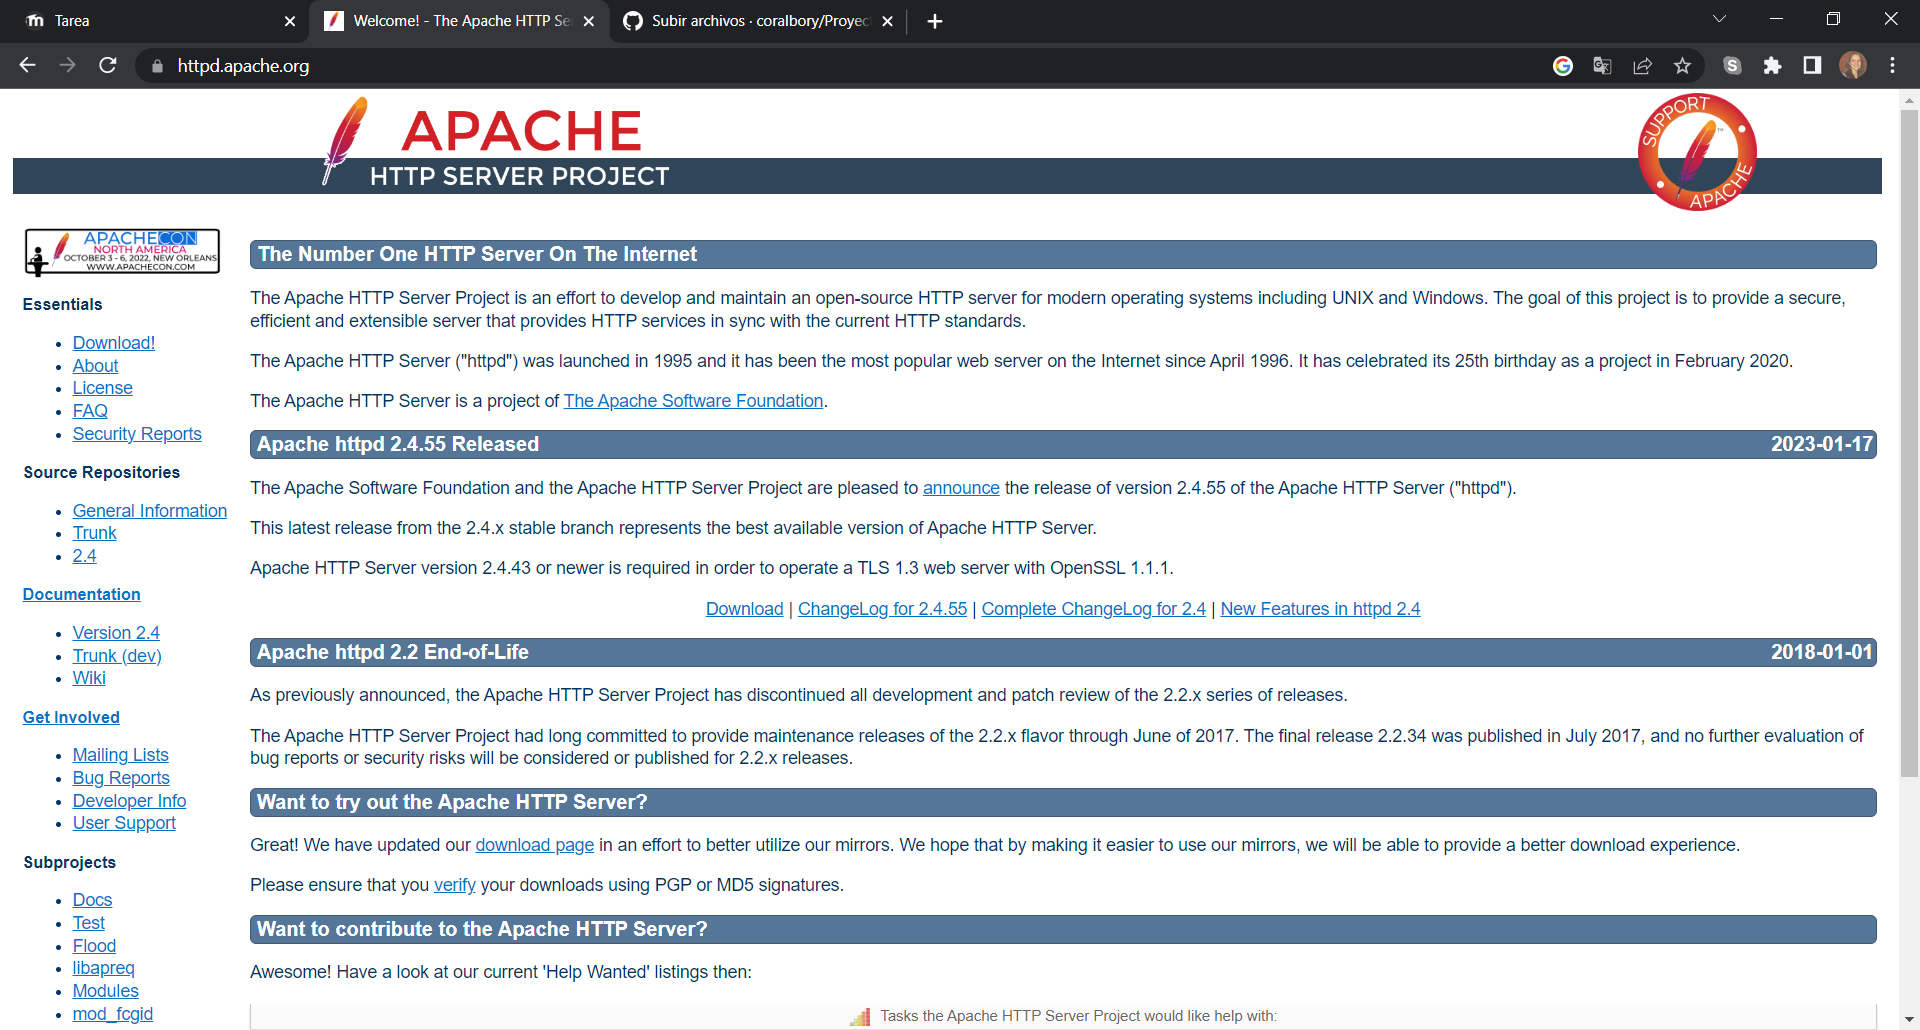 Tarea
Welcome! - The Apache HTTP Se
Subir archivos · coralbory/Proyec
httpd.apache.org
APACHE
HTTP SERVER PROJECT
SUPPORT
APACHE
APACHECON
NORTH AMERICA
OCTOBER 3 - 6, 2022, NEW ORLEANS
WWW.APACHECON.COM
Essentials
Download!
About
License
FAQ
Security Reports
Source Repositories
General Information
Trunk
2.4
Documentation
Version 2.4
Trunk (dev)
Wiki
Get Involved
Mailing Lists
Bug Reports
Developer Info
User Support
Subprojects
Docs
Test
Flood
libapreq
Modules
mod_fcgid
The Number One HTTP Server On The Internet
The Apache HTTP Server Project is an effort to develop and maintain an open-source HTTP server for modern operating systems including UNIX and Windows. The goal of this project is to provide a secure,
efficient and extensible server that provides HTTP services in sync with the current HTTP standards.
The Apache HTTP Server ("httpd") was launched in 1995 and it has been the most popular web server on the Internet since April 1996. It has celebrated its 25th birthday as a project in February 2020.
The Apache HTTP Server is a project of The Apache Software Foundation.
Apache httpd 2.4.55 Released 2023-01-17
The Apache Software Foundation and the Apache HTTP Server Project are pleased to announce the release of version 2.4.55 of the Apache HTTP Server ("httpd").
This latest release from the 2.4.x stable branch represents the best available version of Apache HTTP Server.
Apache HTTP Server version 2.4.43 or newer is required in order to operate a TLS 1.3 web server with OpenSSL 1.1.1.
Download | ChangeLog for 2.4.55 | Complete ChangeLog for 2.4 | New Features in httpd 2.4
Apache httpd 2.2 End-of-Life 2018-01-01
As previously announced, the Apache HTTP Server Project has discontinued all development and patch review of the 2.2.x series of releases.
The Apache HTTP Server Project had long committed to provide maintenance releases of the 2.2.x flavor through June of 2017. The final release 2.2.34 was published in July 2017, and no further evaluation of
bug reports or security risks will be considered or published for 2.2.x releases.
Want to try out the Apache HTTP Server?
Great! We have updated our download page in an effort to better utilize our mirrors. We hope that by making it easier to use our mirrors, we will be able to provide a better download experience.
Please ensure that you verify your downloads using PGP or MD5 signatures.
Want to contribute to the Apache HTTP Server?
Awesome! Have a look at our current 'Help Wanted' listings then:
Tasks the Apache HTTP Server Project would like help with: